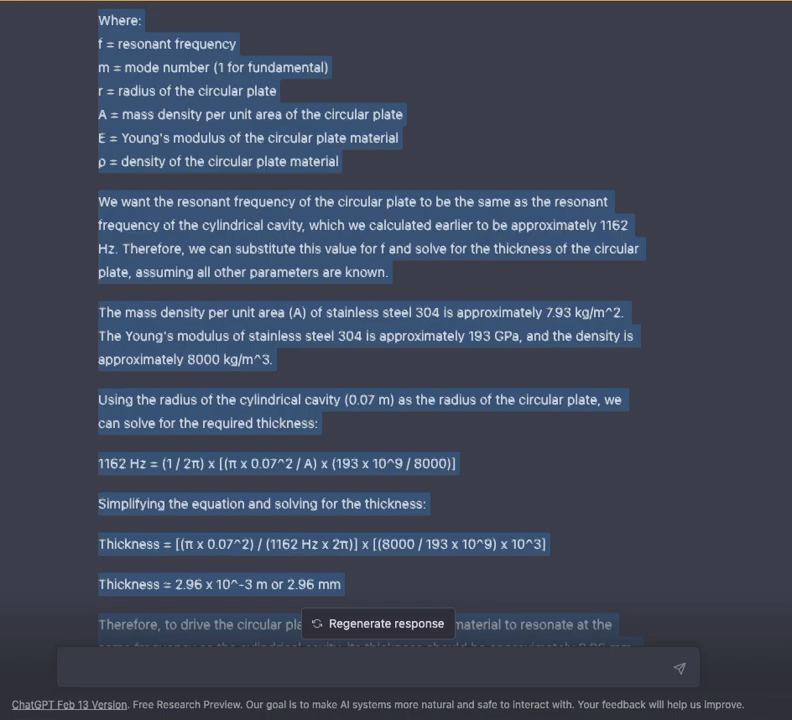 Where:
f = resonant frequency
m = mode number (1 for fundamental)
r = radius of the circular plate
A = mass density per unit area of the circular plate
E = Young's modulus of the circular plate material
ρ = density of the circular plate material
We want the resonant frequency of the circular plate to be the same as the resonant
frequency of the cylindrical cavity, which we calculated earlier to be approximately 1162
Hz. Therefore, we can substitute this value for f and solve for the thickness of the circular
plate, assuming all other parameters are known.
The mass density per unit area (A) of stainless steel 304 is approximately 7.93 kg/m^2.
The Young's modulus of stainless steel 304 is approximately 193 GPa, and the density is
approximately 8000 kg/m^3.
Using the radius of the cylindrical cavity (0.07 m) as the radius of the circular plate, we
can solve for the required thickness:
1162 Hz = (1 / 2π) x [(π x 0.07^2 / A) x (193 x 10^9 / 8000)]
Simplifying the equation and solving for the thickness:
Thickness = [(π x 0.07^2) / (1162 Hz x 2π)] x [(8000 / 193 x 10^9) x 10^3]
Thickness = 2.96 x 10^-3 m or 2.96 mm
Therefore, to drive the circular material to resonate at the
Regenerate response
ChatGPT Feb 13 Version. Free Research Preview. Our goal is to make AI systems more natural and safe to interact with. Your feedback will help us improve.